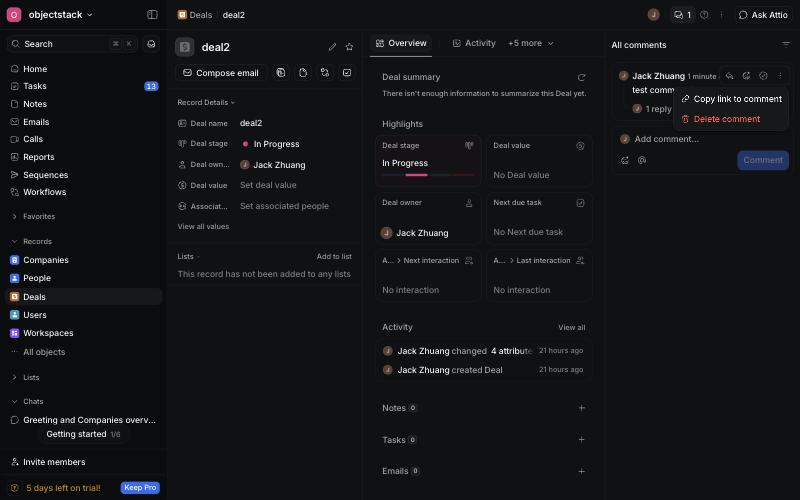 objectstack
Search
⌘ K
Home
Tasks
13
Notes
Emails
Calls
Reports
Sequences
Workflows
Favorites
Records
Companies
People
Deals
Users
Workspaces
All objects
Lists
Chats
Greeting and Companies overv...
Getting started 1/6
Invite members
5 days left on trial!
Keep Pro
Deals / deal2
1
Ask Attio
deal2
Compose email
Record Details
Deal name deal2
Deal stage In Progress
Deal own... Jack Zhuang
Deal value Set deal value
Associat... Set associated people
View all values
Lists
Add to list
This record has not been added to any lists
Overview
Activity
+5 more
Deal summary
There isn't enough information to summarize this Deal yet.
Highlights
Deal stage
In Progress
Deal value
No Deal value
Deal owner
Jack Zhuang
Next due task
No Next due task
A... > Next interaction
No interaction
A... > Last interaction
No interaction
Activity
View all
Jack Zhuang changed 4 attribute
21 hours ago
Jack Zhuang created Deal
21 hours ago
Notes 0
Tasks 0
Emails 0
All comments
Jack Zhuang 1 minute
test comm
1 reply
Copy link to comment
Delete comment
Add comment...
Comment